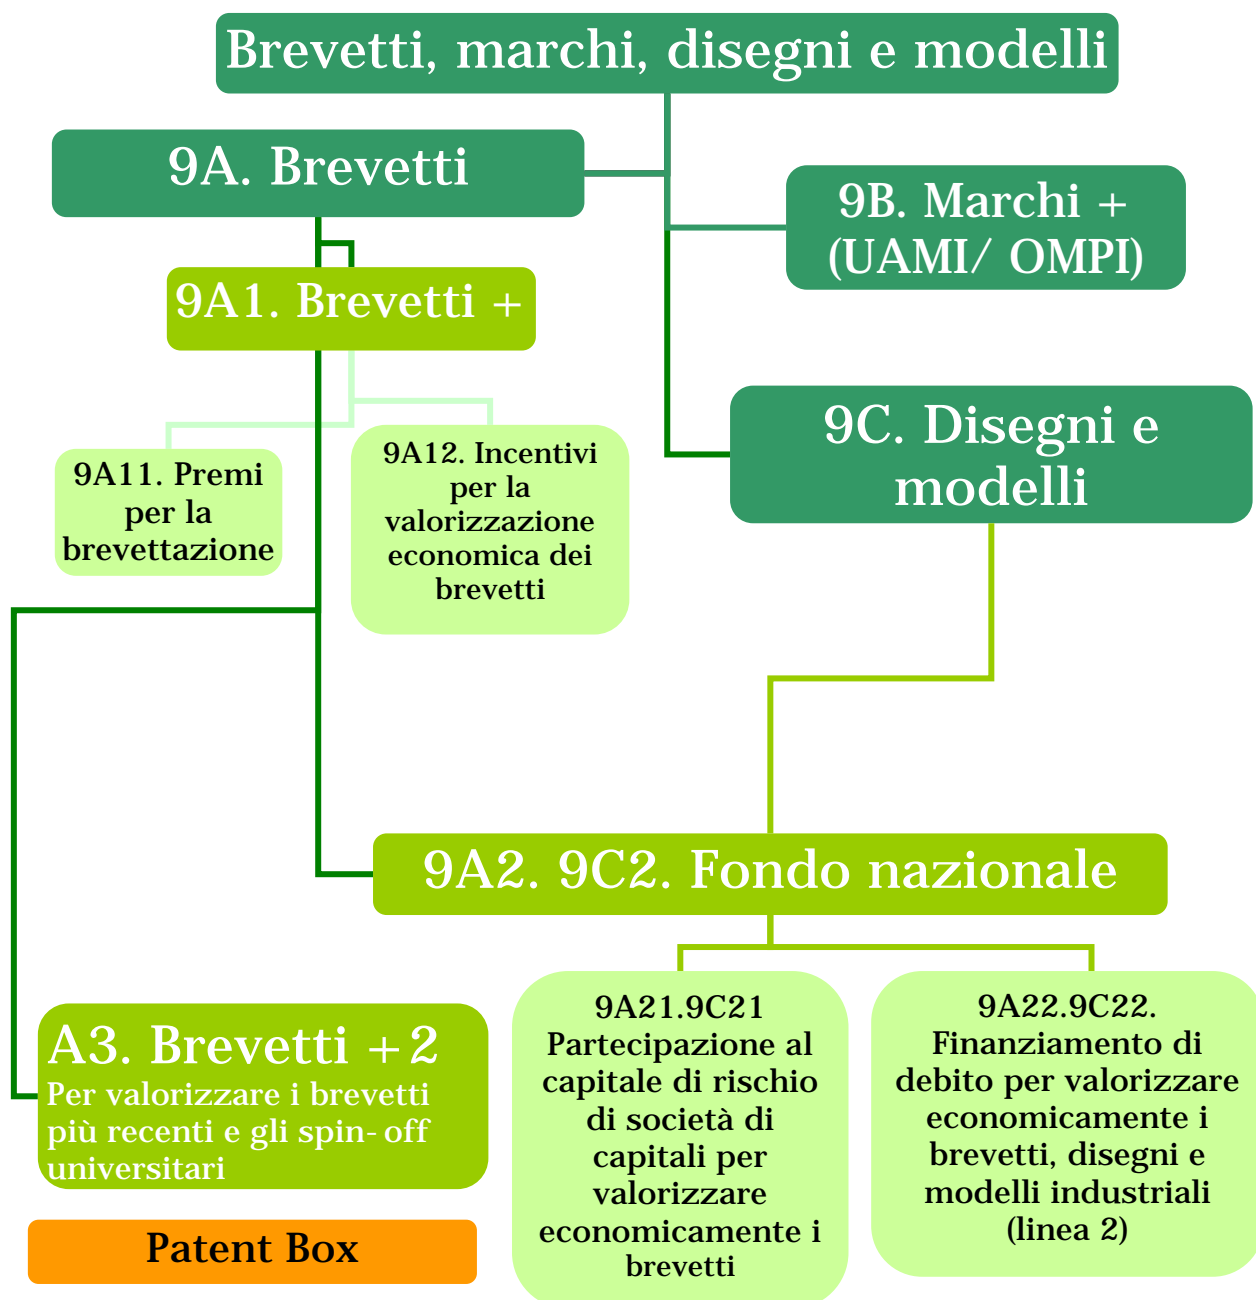 Brevetti, marchi, disegni e modelli
9A. Brevetti
9B. Marchi +
(UAMI/ OMPI)
9A1. Brevetti +
9C. Disegni e
modelli
9A11. Premi
per la
brevettazione
9A12. Incentivi
per la
valorizzazione
economica dei
brevetti
9A2. 9C2. Fondo nazionale
A3. Brevetti +2
Per valorizzare i brevetti
più recenti e gli spin- off
universitari
9A21.9C21
Partecipazione al
capitale di rischio
di società di
capitali per
valorizzare
economicamente i
brevetti
9A22.9C22.
Finanziamento di
debito per valorizzare
economicamente i
brevetti, disegni e
modelli industriali
(linea 2)
Patent Box